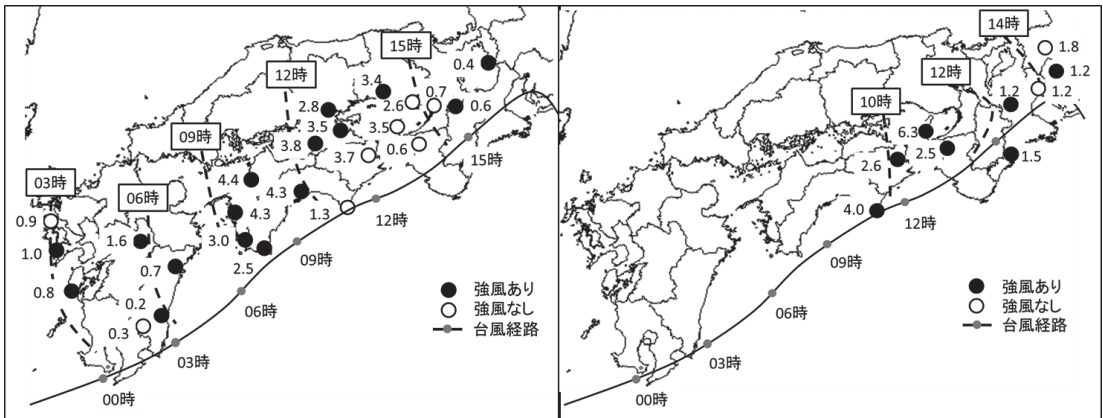 15時
0.4
12時
3.4
0.7
2.6
0.6
2.8
3.5
3.5
0.6
09時
3.8
3.7
15時
03時
4.4
06時
4.3
0.9
4.3
1.3
12時
1.6
3.0
1.0
2.5
09時
0.7
0.8
06時
強風あり
0.2
強風なし
0.3
台風経路
03時
00時
14時
1.8
12時
1.2
1.2
1.2
10時
6.3
2.5
1.5
2.6
4.0
12時
09時
06時
強風あり
強風なし
台風経路
03時
00時